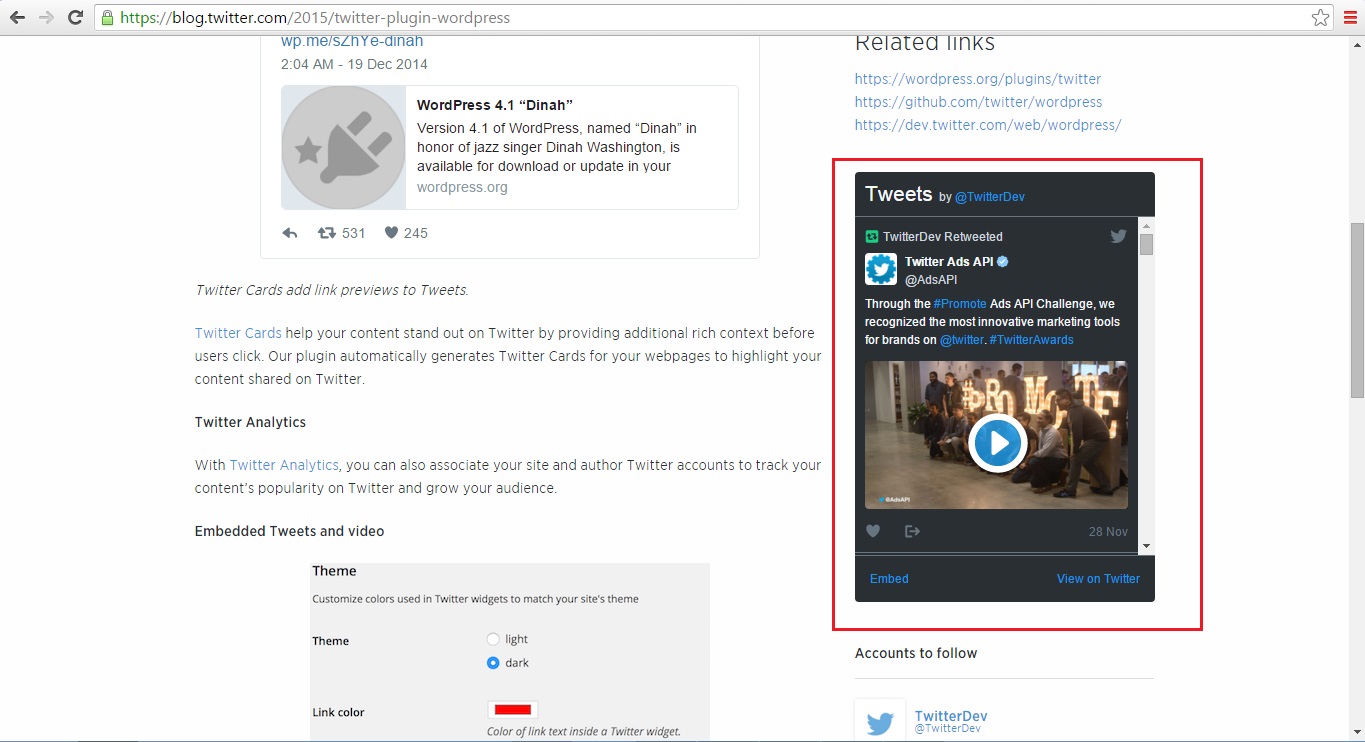 https://blog.twitter.com/2015/twitter-plugin-wordpress
wp.me/sZhYe-dinah
2:04 AM - 19 Dec 2014
WordPress 4.1 “Dinah”
Version 4.1 of WordPress, named “Dinah” in
honor of jazz singer Dinah Washington, is
available for download or update in your
wordpress.org
531 245
Twitter Cards add link previews to Tweets.
Twitter Cards help your content stand out on Twitter by providing additional rich context before
users click. Our plugin automatically generates Twitter Cards for your webpages to highlight your
content shared on Twitter.
Twitter Analytics
With Twitter Analytics, you can also associate your site and author Twitter accounts to track your
content’s popularity on Twitter and grow your audience.
Embedded Tweets and video
Theme
Customize colors used in Twitter widgets to match your site's theme
Theme
light
dark
Link color
Color of link text inside a Twitter widget.
Related links
https://wordpress.org/plugins/twitter
https://github.com/twitter/wordpress
https://dev.twitter.com/web/wordpress/
Tweets by @TwitterDev
TwitterDev Retweeted
Twitter Ads API
@AdsAPI
Through the #Promote Ads API Challenge, we
recognized the most innovative marketing tools
for brands on @twitter. #TwitterAwards
#PROMOTE
@AdsAPI
28 Nov
Embed View on Twitter
Accounts to follow
TwitterDev
@TwitterDev